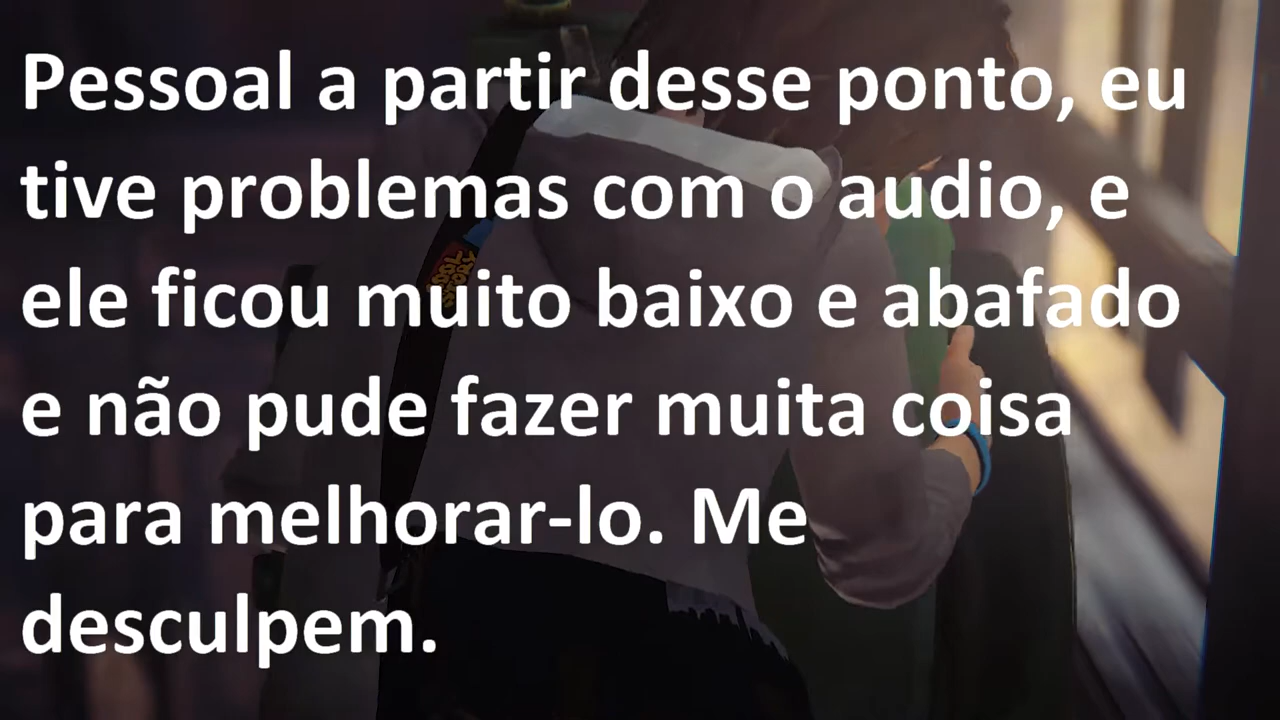 Pessoal a partir desse ponto, eu
tive problemas com o audio, e
ele ficou muito baixo e abafado
e não pude fazer muita coisa
para melhorar-lo. Me
desculpem.